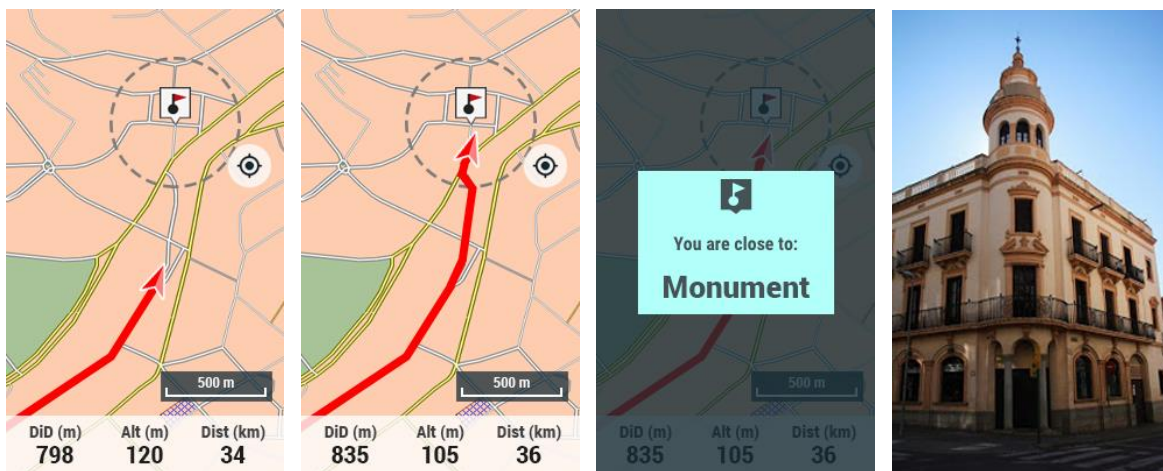 500 m
DiD (m) Alt (m) Dist (km)
798 120 34
500 m
DiD (m) Alt (m) Dist (km)
835 105 36
You are close to:
Monument
500 m
DiD (m) Alt (m) Dist (km)
835 105 36